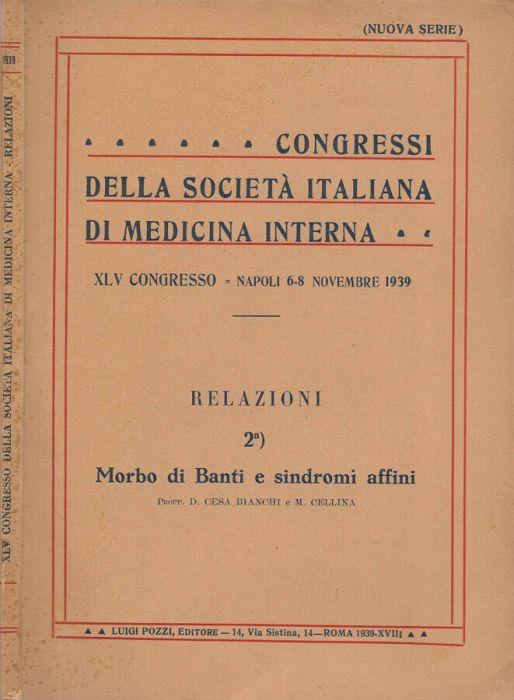 (NUOVA SERIE)
CONGRESSI
DELLA SOCIETÀ ITALIANA
DI MEDICINA INTERNA
XLV CONGRESSO = NAPOLI 6-8 NOVEMBRE 1939
RELAZIONI
2ª)
Morbo di Banti e sindromi affini
Proff. D. CESA BIANCHI e M. CELLINA
LUIGI POZZI, EDITORE — 14, Via Sistina, 14—ROMA 1939-XVIII
1939
XLV CONGRESSO DELLA SOCIETÀ ITALIANA DI MEDICINA INTERNA - RELAZIONI